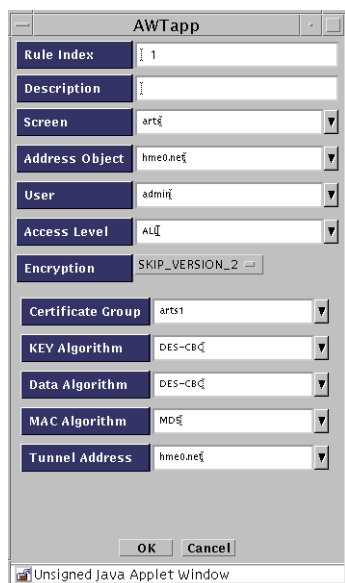 AWTapp
Rule Index 1
Description
Screen arts
Address Object hme0.net
User admin
Access Level ALL
Encryption SKIP_VERSION_2
Certificate Group arts1
KEY Algorithm DES-CBC
Data Algorithm DES-CBC
MAC Algorithm MD5
Tunnel Address hme0.net
OK Cancel
Unsigned Java Applet Window